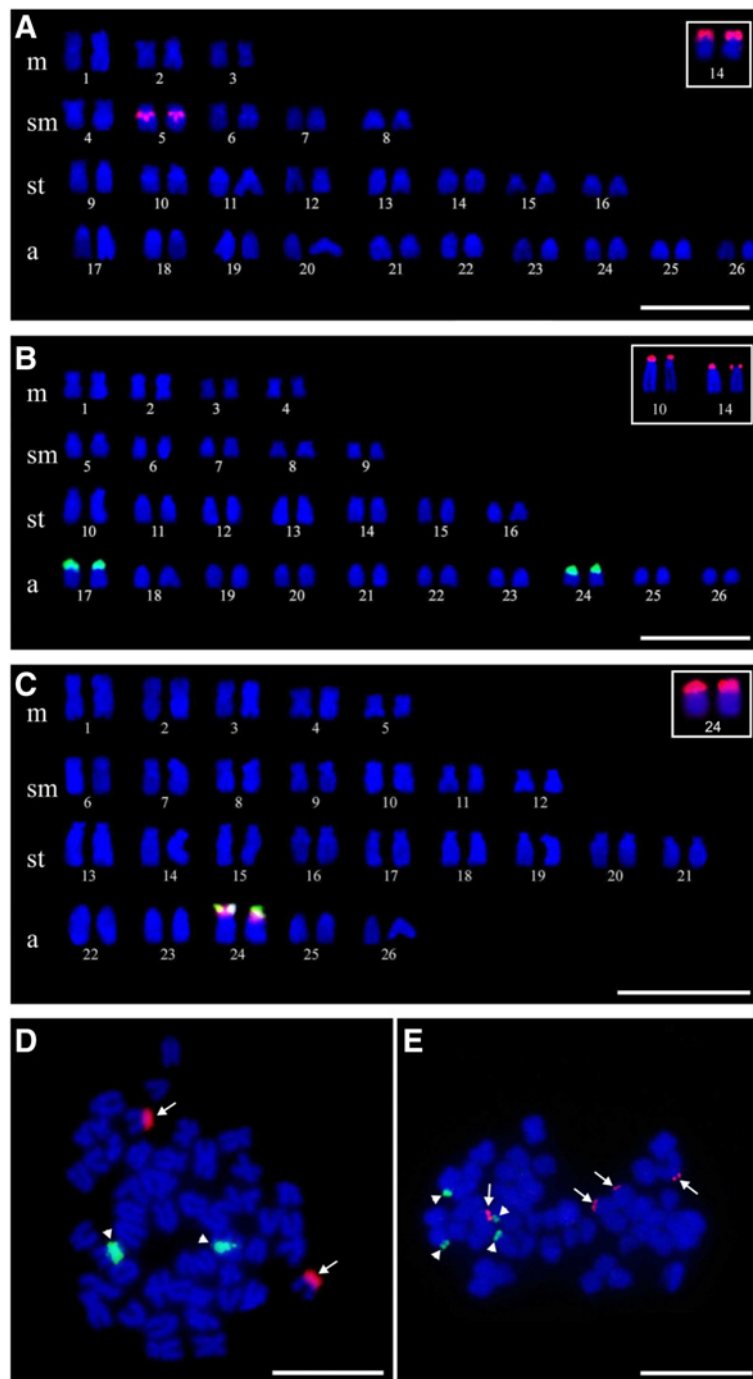 A
m
1 2 3
14
sm
4 5 6 7 8
st
9 10 11 12 13 14 15 16
a
17 18 19 20 21 22 23 24 25 26
B
m
1 2 3 4
10 14
sm
5 6 7 8 9
st
10 11 12 13 14 15 16
a
17 18 19 20 21 22 23 24 25 26
C
m
1 2 3 4 5
24
sm
6 7 8 9 10 11 12
st
13 14 15 16 17 18 19 20 21
a
22 23 24 25 26
D E